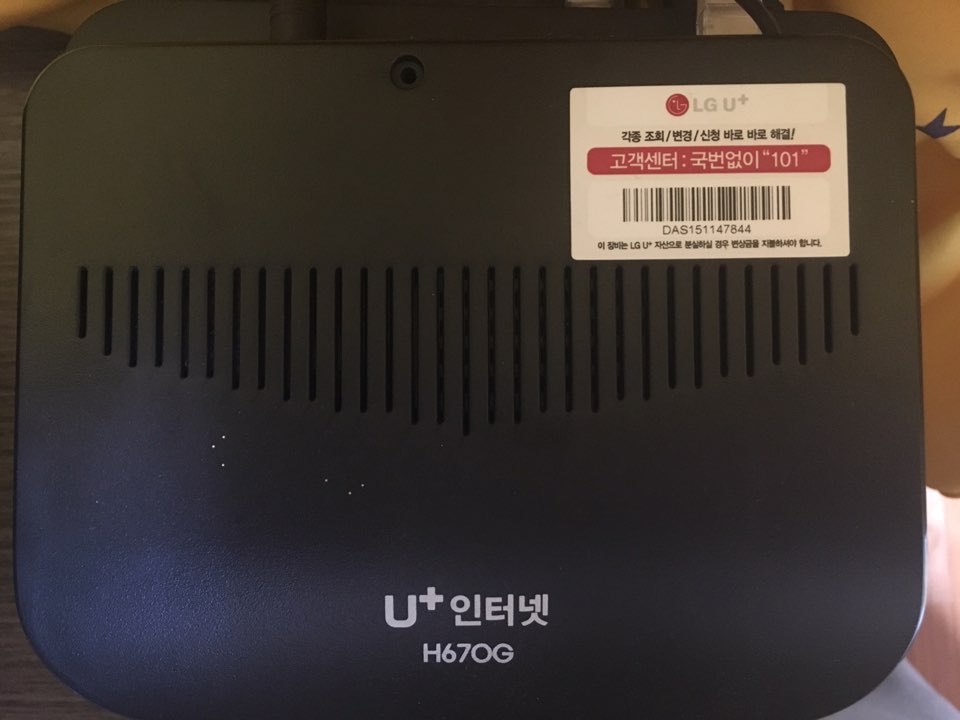 LG U+
각종 조회/변경/신청 바로 바로 해결!
고객센터 : 국번없이 "101"
DAS151147844
이 장비는 LG U+ 자산으로 분실하실 경우 변상금을 지불하셔야 합니다.
U+인터넷
H670G